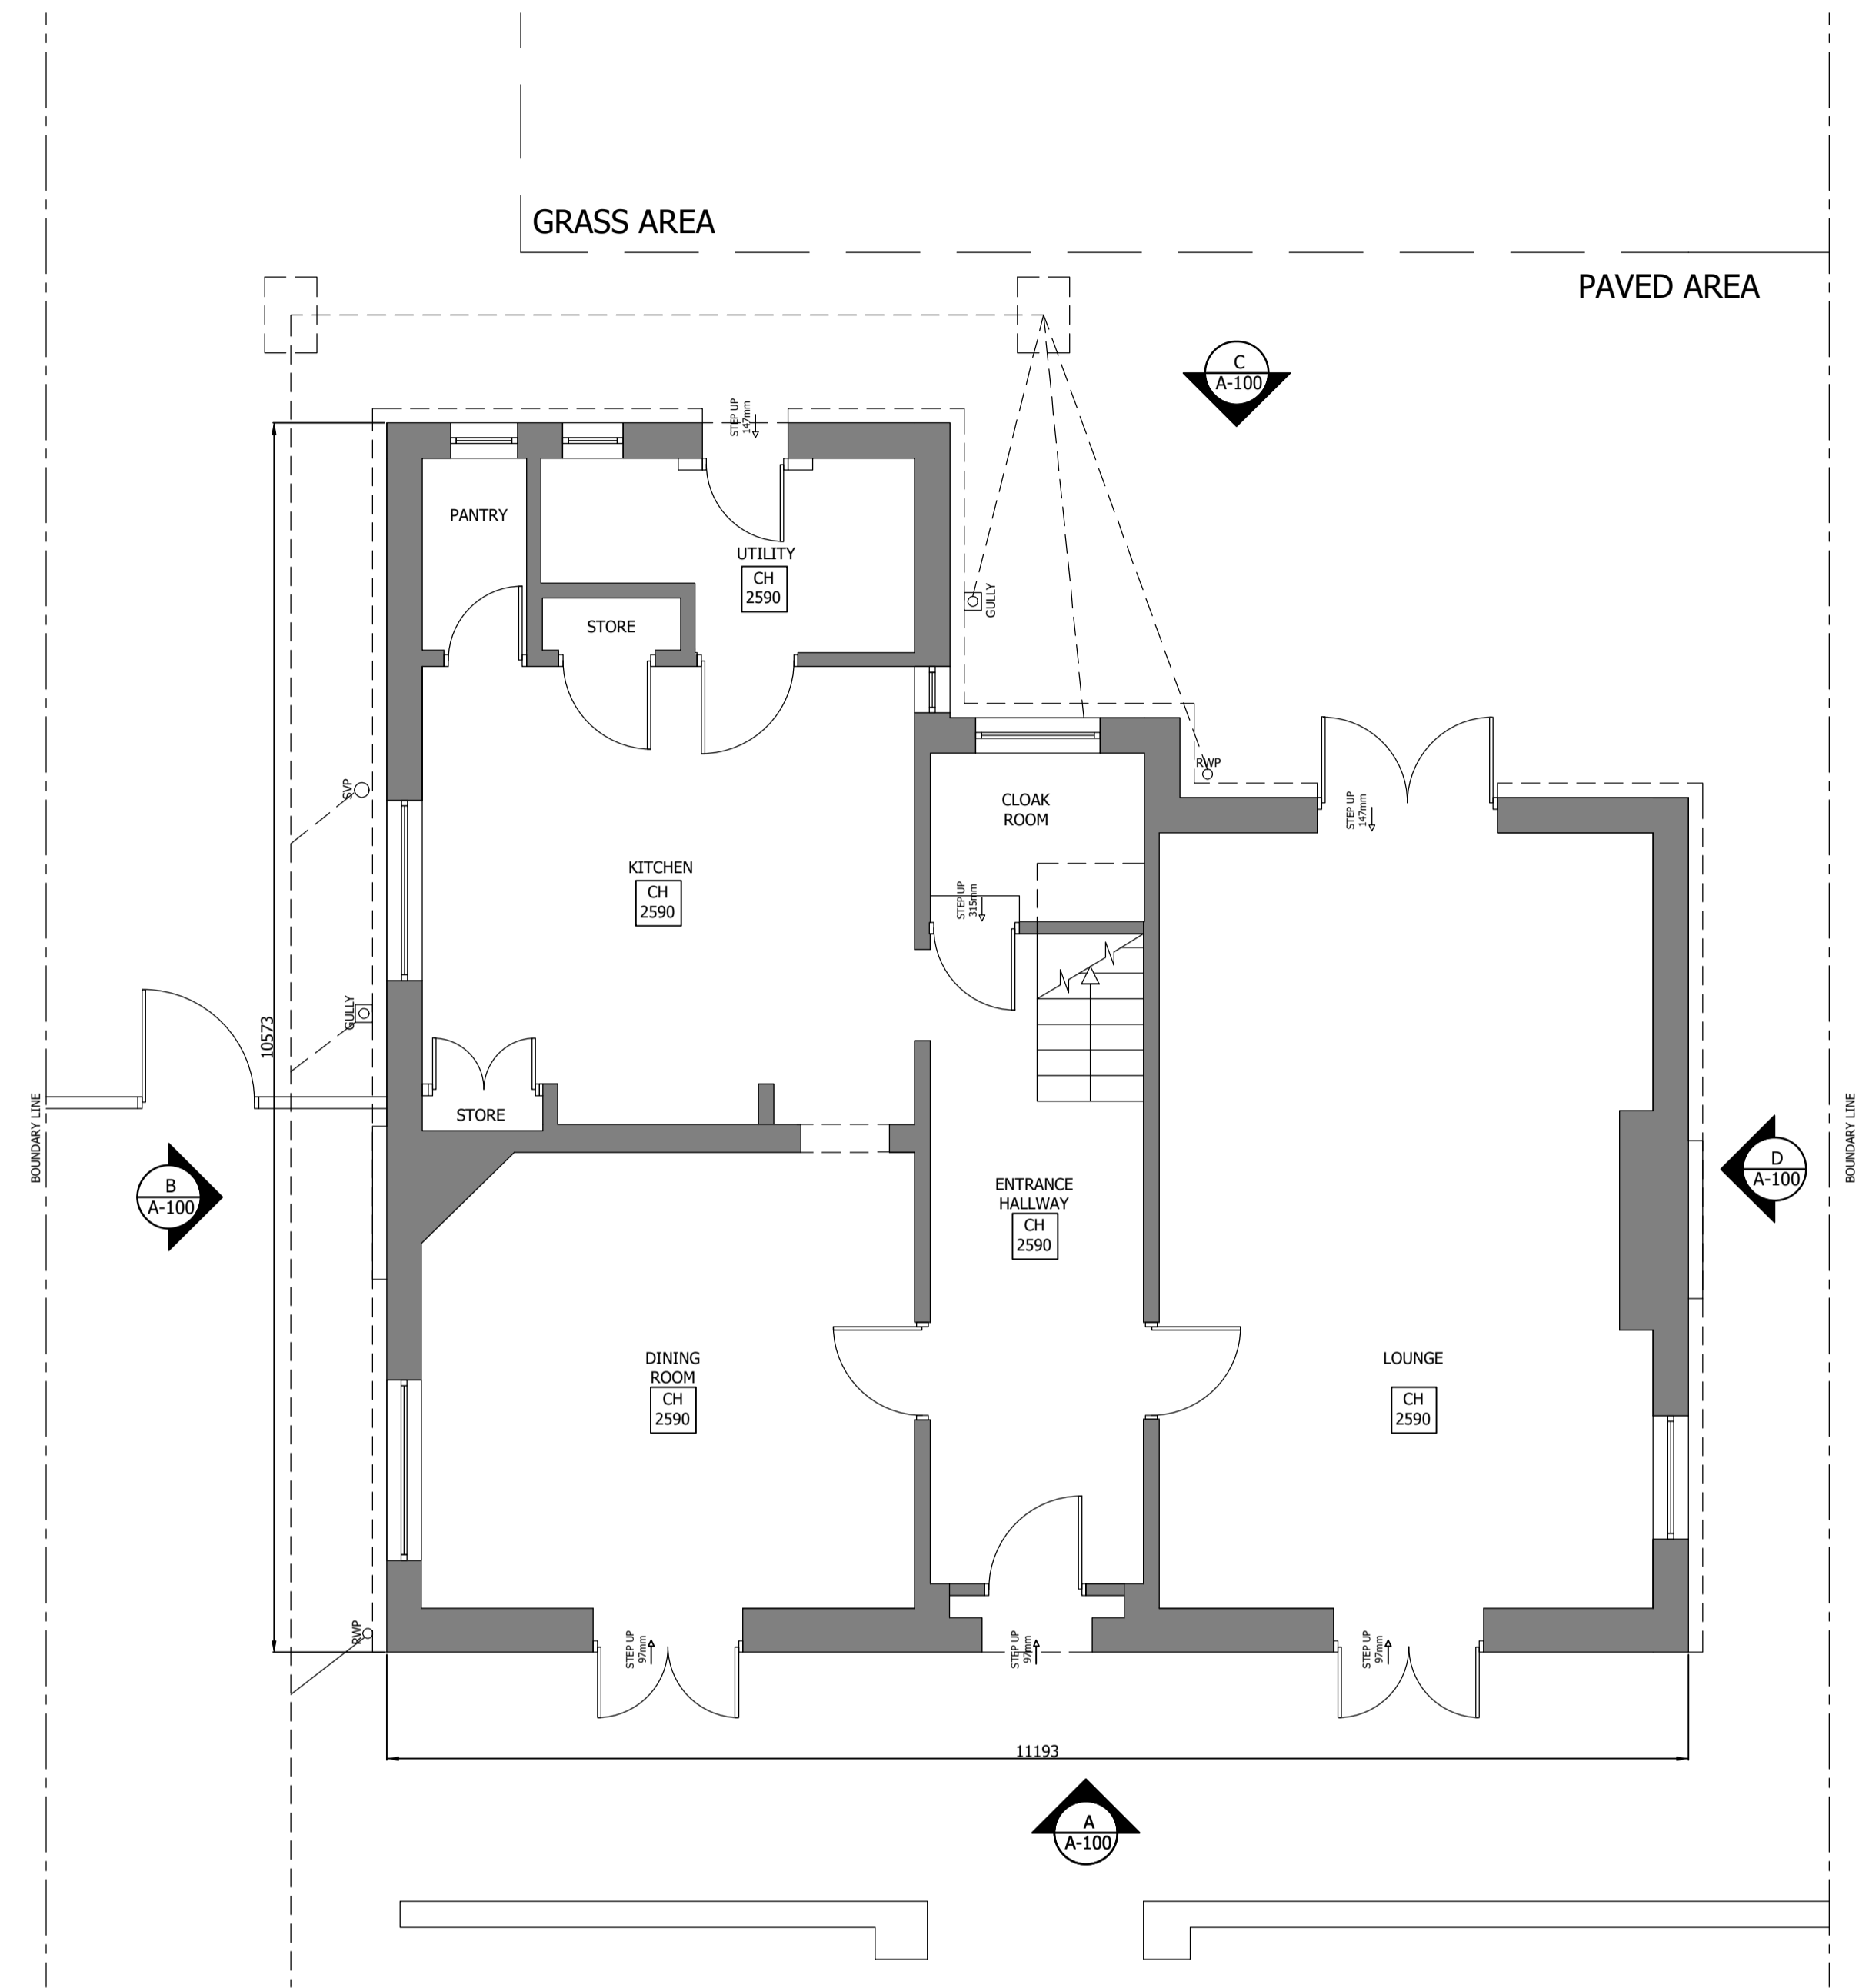 GRASS AREA
PAVED AREA
C
A-100
STEP UP
147mm
PANTRY
UTILITY
CH
2590
GULLY
STORE
RWP
SVP
STEP UP
147mm
CLOAK
ROOM
KITCHEN
CH
2590
STEP UP
315mm
GULLY
10573
STORE
BOUNDARY LINE
BOUNDARY LINE
B
A-100
D
A-100
ENTRANCE
HALLWAY
CH
2590
DINING
ROOM
CH
2590
LOUNGE
CH
2590
RWP
STEP UP
97mm
STEP UP
97mm
STEP UP
97mm
11193
A
A-100